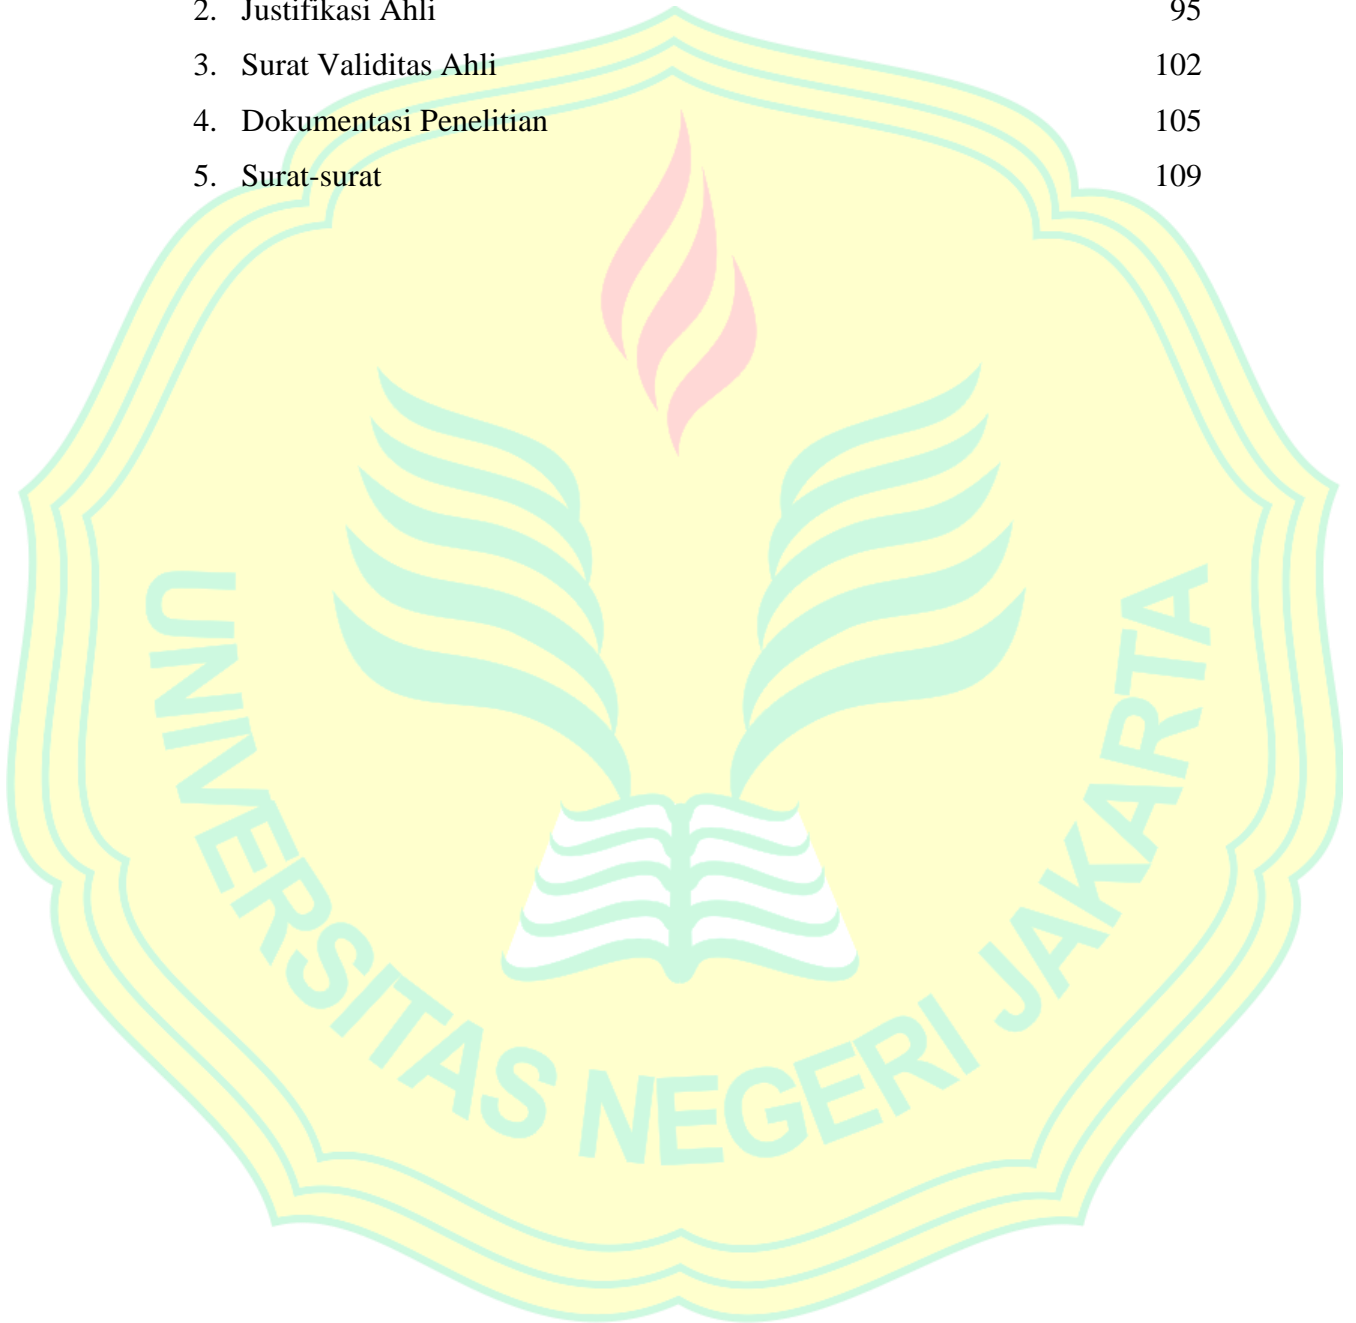 2. Justifikasi Ahli 95
3. Surat Validitas Ahli 102
4. Dokumentasi Penelitian 105
5. Surat-surat 109
UNIVERSITAS NEGERI JAKARTA